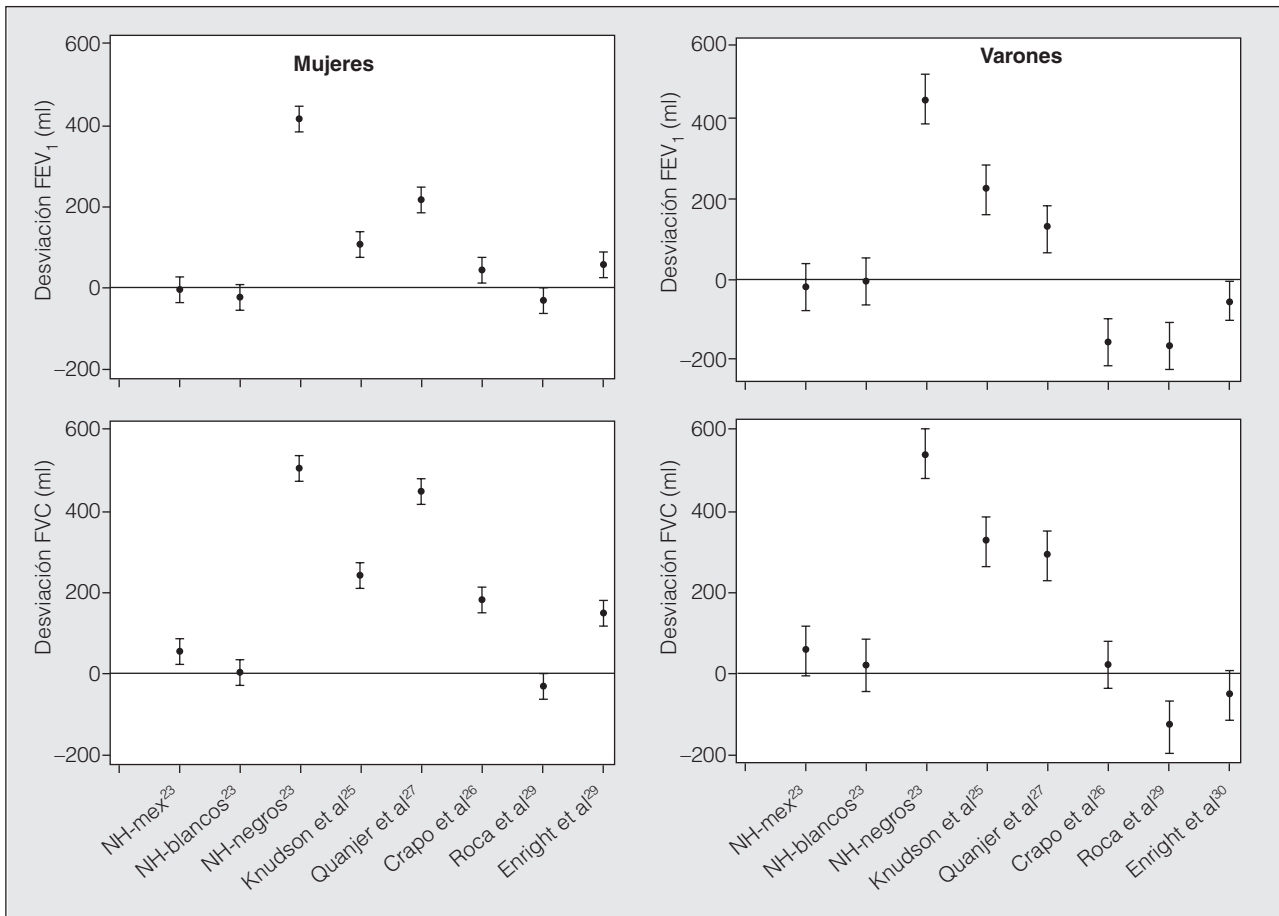 Mujeres
Desviación FEV₁ (ml)
600
400
200
0
–200
Varones
Desviación FEV₁ (ml)
600
400
200
0
–200
Desviación FVC (ml)
600
400
200
0
–200
NH-mex²³
NH-blancos²³
NH-negros²³
Knudson et al²⁵
Quanjer et al²⁷
Crapo et al²⁶
Roca et al²⁹
Enright et al²⁹
Desviación FVC (ml)
600
400
200
0
–200
NH-mex²³
NH-blancos²³
NH-negros²³
Knudson et al²⁵
Quanjer et al²⁷
Crapo et al²⁶
Roca et al²⁹
Enright et al³⁰